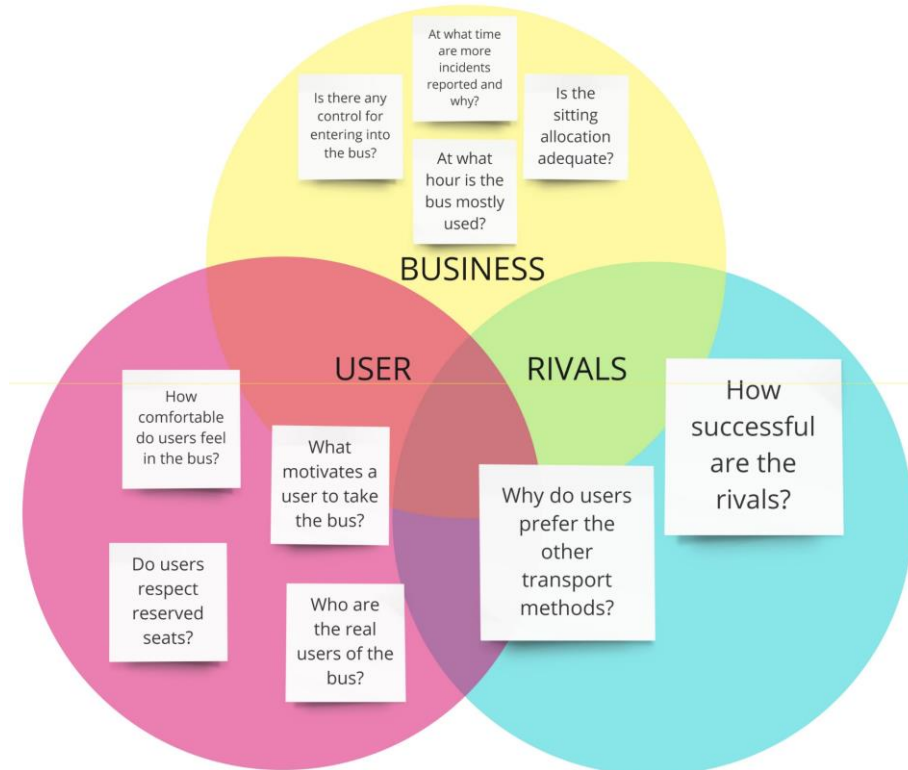 At what time
are more
incidents
reported and
why?
Is there any
control for
entering into
the bus?
Is the
sitting
allocation
adequate?
At what
hour is the
bus mostly
used?
BUSINESS
USER
RIVALS
How
comfortable
do users feel
in the bus?
What
motivates a
user to take
the bus?
Do users
respect
reserved
seats?
Who are
the real
users of the
bus?
Why do users
prefer the
other
transport
methods?
How
successful
are the
rivals?